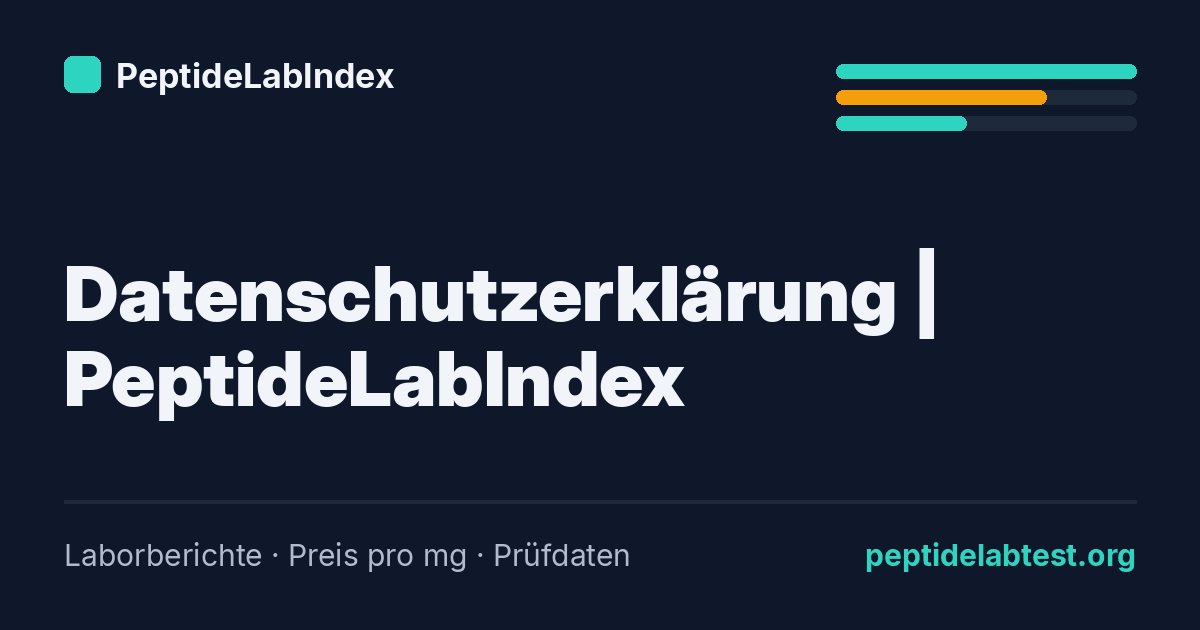 PeptideLabIndex
Datenschutzerklärung |
PeptideLabIndex
Laborberichte · Preis pro mg · Prüfdaten
peptidelabtest.org